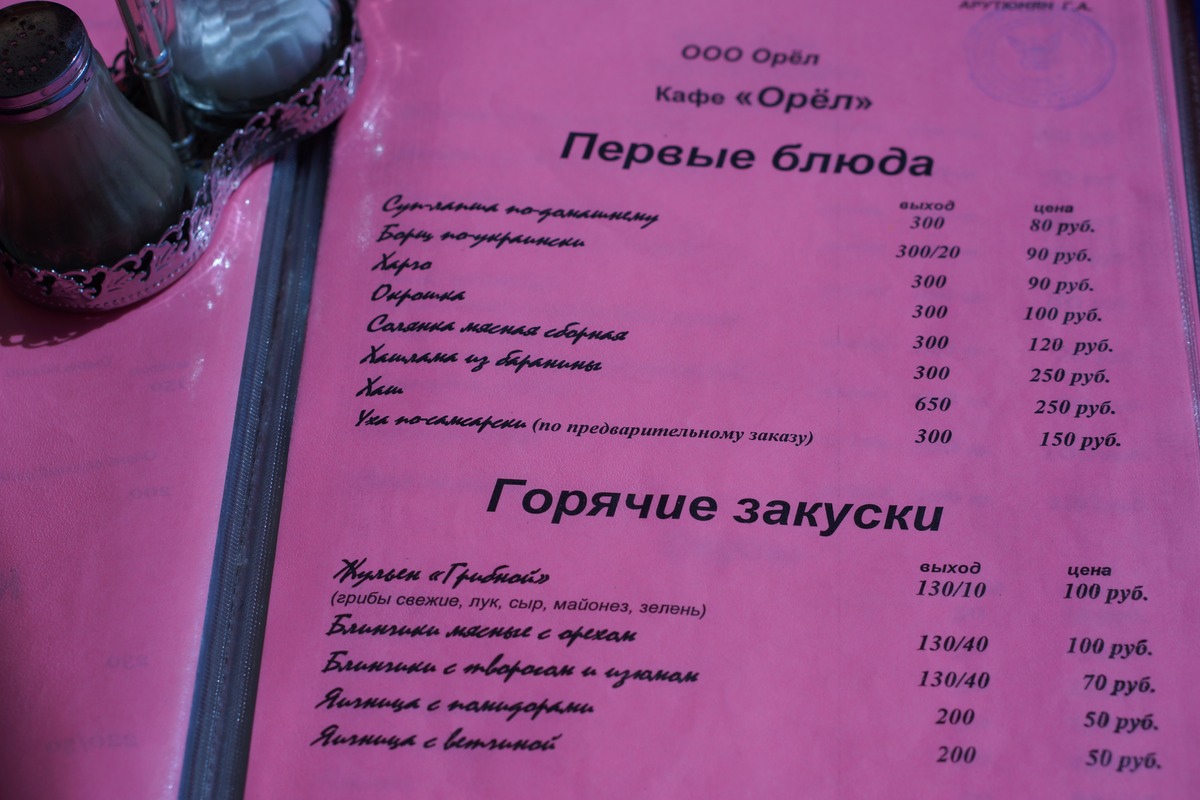 АРУТЮНЯН Г.А.
ООО Орёл
Кафе «Орёл»
Первые блюда
выход цена
Суп-лапша по-домашнему 300 80 руб.
Борщ по-украински 300/20 90 руб.
Харчо 300 90 руб.
Окрошка 300 100 руб.
Солянка мясная сборная 300 120 руб.
Хашлама из баранины 300 250 руб.
Хаш 650 250 руб.
Уха по-самарски (по предварительному заказу) 300 150 руб.
Горячие закуски
выход цена
Жульен «Грибной» 130/10 100 руб.
(грибы свежие, лук, сыр, майонез, зелень)
Блинчики мясные с орехом 130/40 100 руб.
Блинчики с творогом и изюмом 130/40 70 руб.
Яичница с помидорами 200 50 руб.
Яичница с ветчиной 200 50 руб.